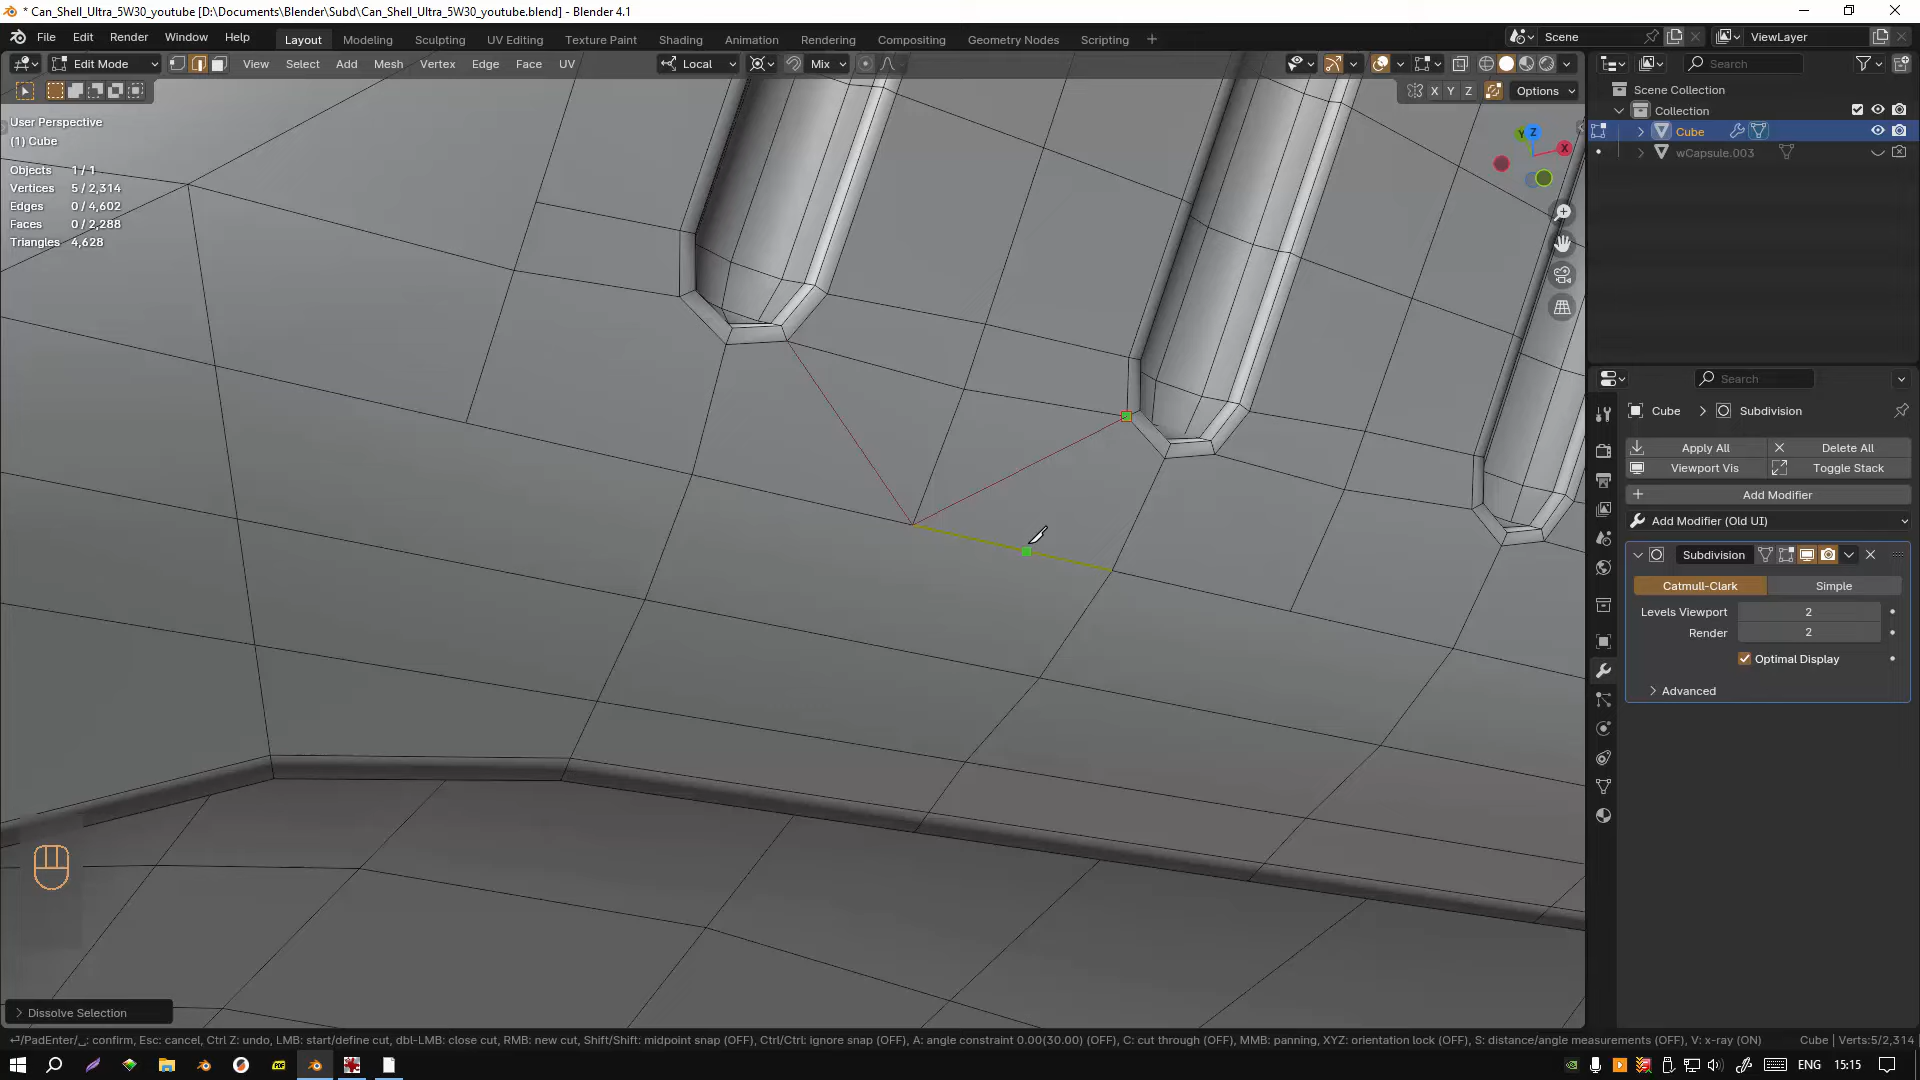 * Can_Shell_Ultra_5W30_youtube [D:\Documents\Blender\Subd\Can_Shell_Ultra_5W30_youtube.blend] - Blender 4.1
File Edit Render Window Help Layout Modeling Sculpting UV Editing Texture Paint Shading Animation Rendering Compositing Geometry Nodes Scripting
Scene ViewLayer
Edit Mode View Select Add Mesh Vertex Edge Face UV Local Mix
Search
X Y Z Options
Scene Collection
Collection
Cube
wCapsule.003
User Perspective
(1) Cube
Objects 1 / 1
Vertices 5 / 2,314
Edges 0 / 4,602
Faces 0 / 2,288
Triangles 4,628
Y Z X
Search
Cube Subdivision
Apply All Delete All
Viewport Vis Toggle Stack
Add Modifier
Add Modifier (Old UI)
Subdivision
Catmull-Clark Simple
Levels Viewport 2
Render 2
Optimal Display
Advanced
Dissolve Selection
confirm, Esc: cancel, Ctrl Z: undo, LMB: start/define cut, dbl-LMB: close cut, RMB: new cut, Shift/Shift: midpoint snap (OFF), Ctrl/Ctrl: ignore snap (OFF), A: angle constraint 0.00(30.00) (OFF), C: cut through (OFF), MMB: panning, XYZ: orientation lock (OFF), S: distance/angle measurements (OFF), V: x-ray (ON)
Cube | Verts:5/2,314
ENG 15:15